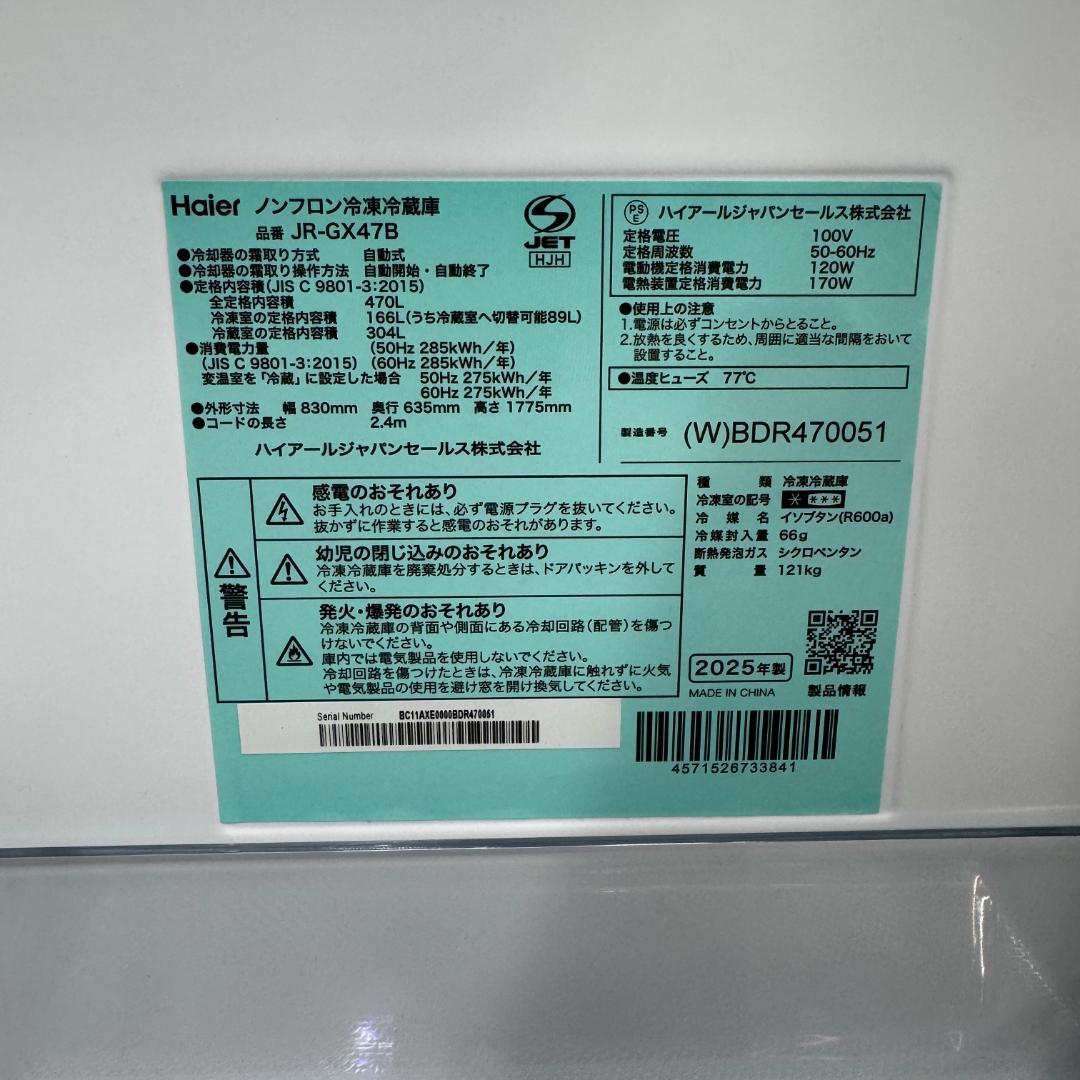 Haier ノンフロン冷凍冷蔵庫
品番 JR-GX47B
JET
HJH
●冷却器の霜取り方式 自動式
●冷却器の霜取り操作方法 自動開始・自動終了
●定格内容積(JIS C 9801-3:2015)
全定格内容積 470L
冷凍室の定格内容積 166L(うち冷蔵室へ切替可能89L)
冷蔵室の定格内容積 304L
●消費電力量 (50Hz 285kWh/年)
(JIS C 9801-3:2015) (60Hz 285kWh/年)
変温室を「冷蔵」に設定した場合 50Hz 275kWh/年
60Hz 275kWh/年
●外形寸法 幅 830mm 奥行 635mm 高さ 1775mm
●コードの長さ 2.4m
ハイアールジャパンセールス株式会社
PSE ハイアールジャパンセールス株式会社
定格電圧 100V
定格周波数 50-60Hz
電動機定格消費電力 120W
電熱装置定格消費電力 170W
●使用上の注意
1.電源は必ずコンセントからとること。
2.放熱を良くするため、周囲に適当な間隔をおいて
設置すること。
●温度ヒューズ 77℃
製造番号 (W)BDR470051
警告
感電のおそれあり
お手入れのときには、必ず電源プラグを抜いてください。
抜かずに作業すると感電のおそれがあります。
幼児の閉じ込みのおそれあり
冷凍冷蔵庫を廃棄処分するときは、ドアパッキンを外して
ください。
発火・爆発のおそれあり
冷凍冷蔵庫の背面や側面にある冷却回路(配管)を傷つ
けないでください。
庫内では電気製品を使用しないでください。
冷却回路を傷つけたときは、冷凍冷蔵庫に触れずに火気
や電気製品の使用を避け窓を開け換気してください。
種類 冷凍冷蔵庫
冷凍室の記号 * ***
冷媒名 イソブタン(R600a)
冷媒封入量 66g
断熱発泡ガス シクロペンタン
質量 121kg
2025年製
MADE IN CHINA
製品情報
Serial Number BC11AXE0000BDR470051
4571526733841